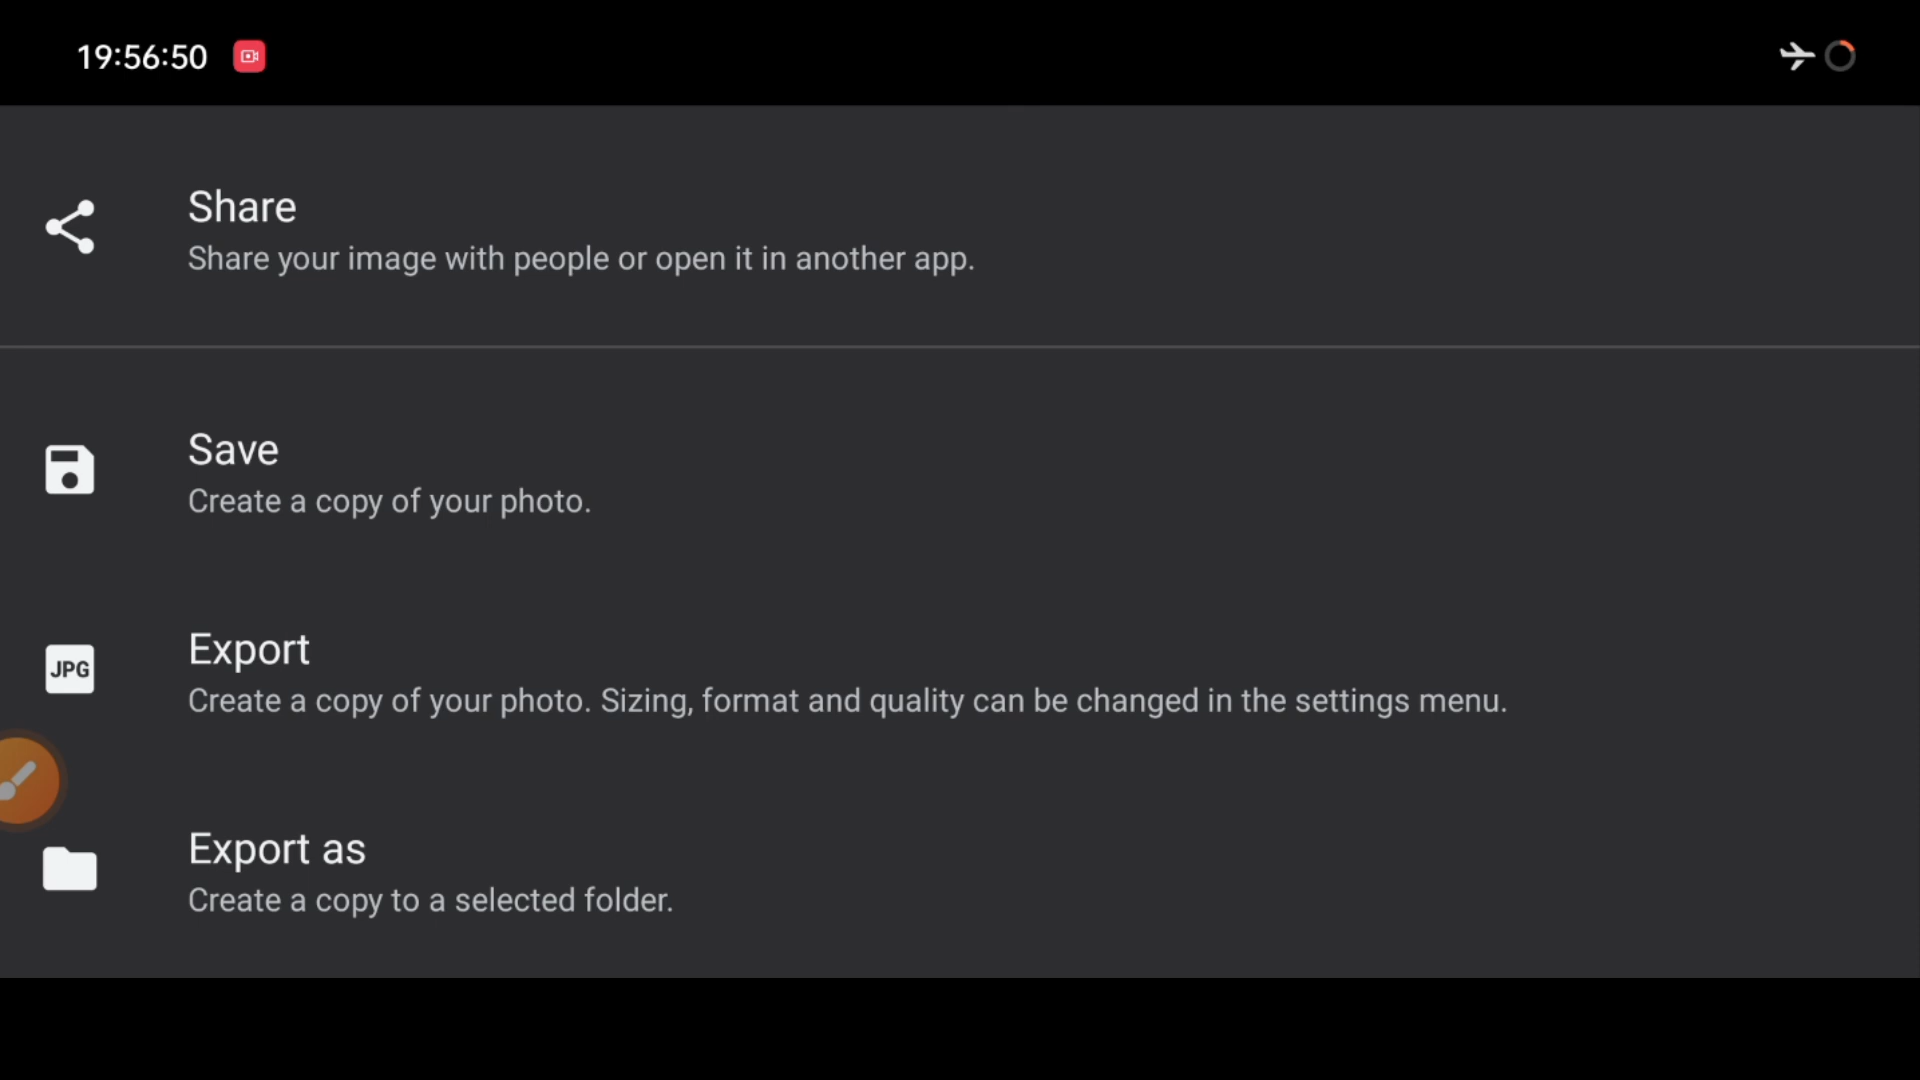 19:56:50
Share
Share your image with people or open it in another app.
Save
Create a copy of your photo.
JPG
Export
Create a copy of your photo. Sizing, format and quality can be changed in the settings menu.
Export as
Create a copy to a selected folder.